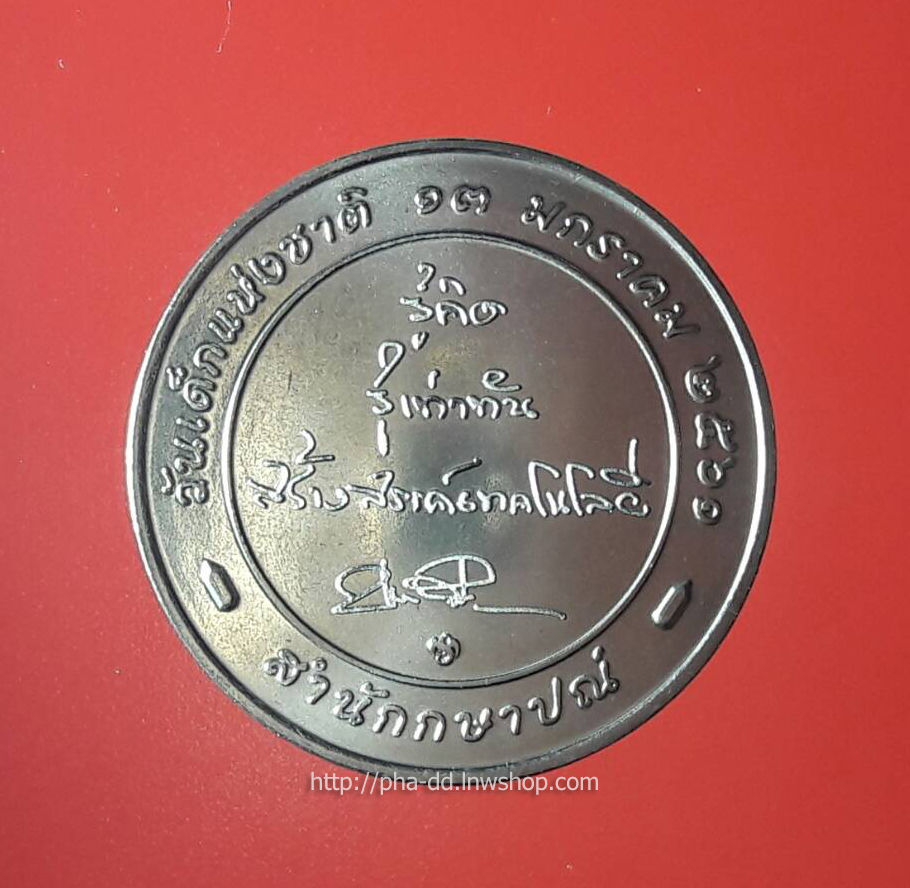 วันเด็กแห่งชาติ ๑๓ มกราคม ๒๕๖๑
รู้คิด
รู้เท่าทัน
สร้างสรรค์เทคโนโลยี
สำนักกษาปณ์
http://pha-dd.lnwshop.com